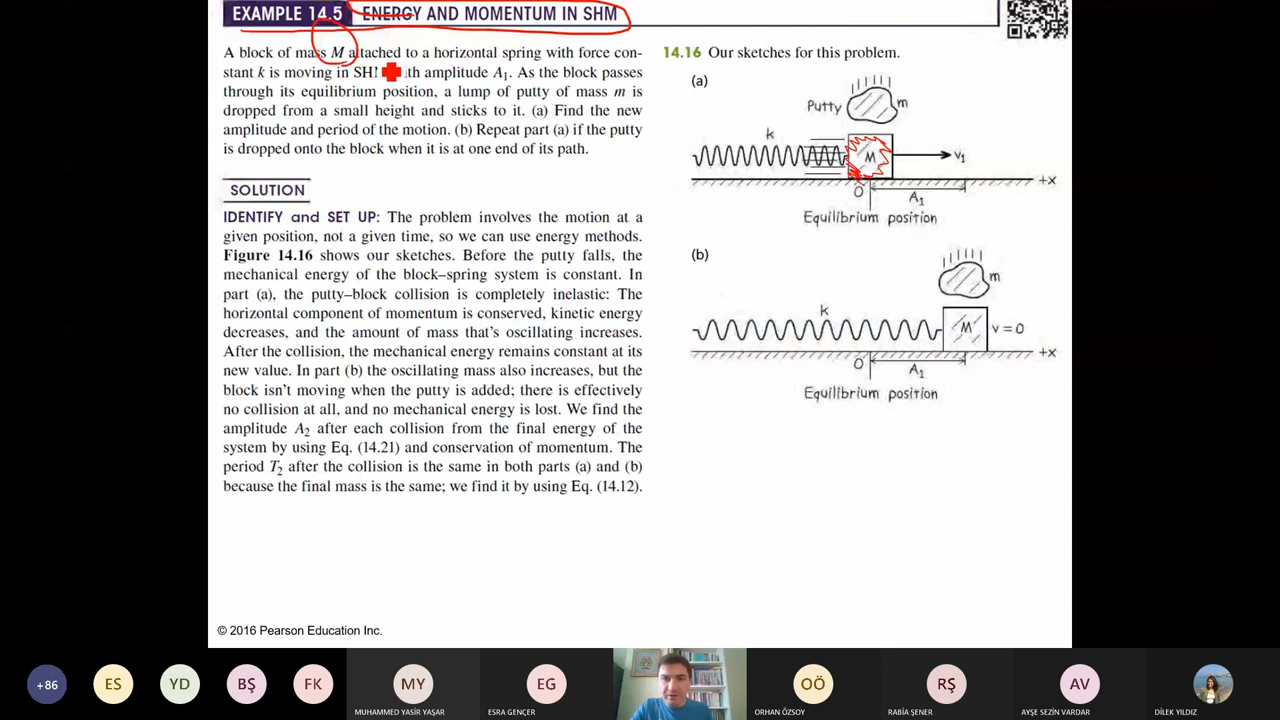 EXAMPLE 14.5 ENERGY AND MOMENTUM IN SHM
A block of mass M attached to a horizontal spring with force con-
stant k is moving in SH th amplitude A₁. As the block passes
through its equilibrium position, a lump of putty of mass m is
dropped from a small height and sticks to it. (a) Find the new
amplitude and period of the motion. (b) Repeat part (a) if the putty
is dropped onto the block when it is at one end of its path.
SOLUTION
IDENTIFY and SET UP: The problem involves the motion at a
given position, not a given time, so we can use energy methods.
Figure 14.16 shows our sketches. Before the putty falls, the
mechanical energy of the block–spring system is constant. In
part (a), the putty–block collision is completely inelastic: The
horizontal component of momentum is conserved, kinetic energy
decreases, and the amount of mass that's oscillating increases.
After the collision, the mechanical energy remains constant at its
new value. In part (b) the oscillating mass also increases, but the
block isn't moving when the putty is added; there is effectively
no collision at all, and no mechanical energy is lost. We find the
amplitude A₂ after each collision from the final energy of the
system by using Eq. (14.21) and conservation of momentum. The
period T₂ after the collision is the same in both parts (a) and (b)
because the final mass is the same; we find it by using Eq. (14.12).
14.16 Our sketches for this problem.
(a)
Putty m
k
M v₁
O A₁ +x
Equilibrium position
(b)
m
k
M v = 0
O A₁ +x
Equilibrium position
© 2016 Pearson Education Inc.
+86 ES YD BŞ FK MY EG OÖ RŞ AV
MUHAMMED YASİR YAŞAR ESRA GENÇER ORHAN ÖZSOY RABİA ŞENER AYŞE SEZİN VARDAR DİLEK YILDIZ